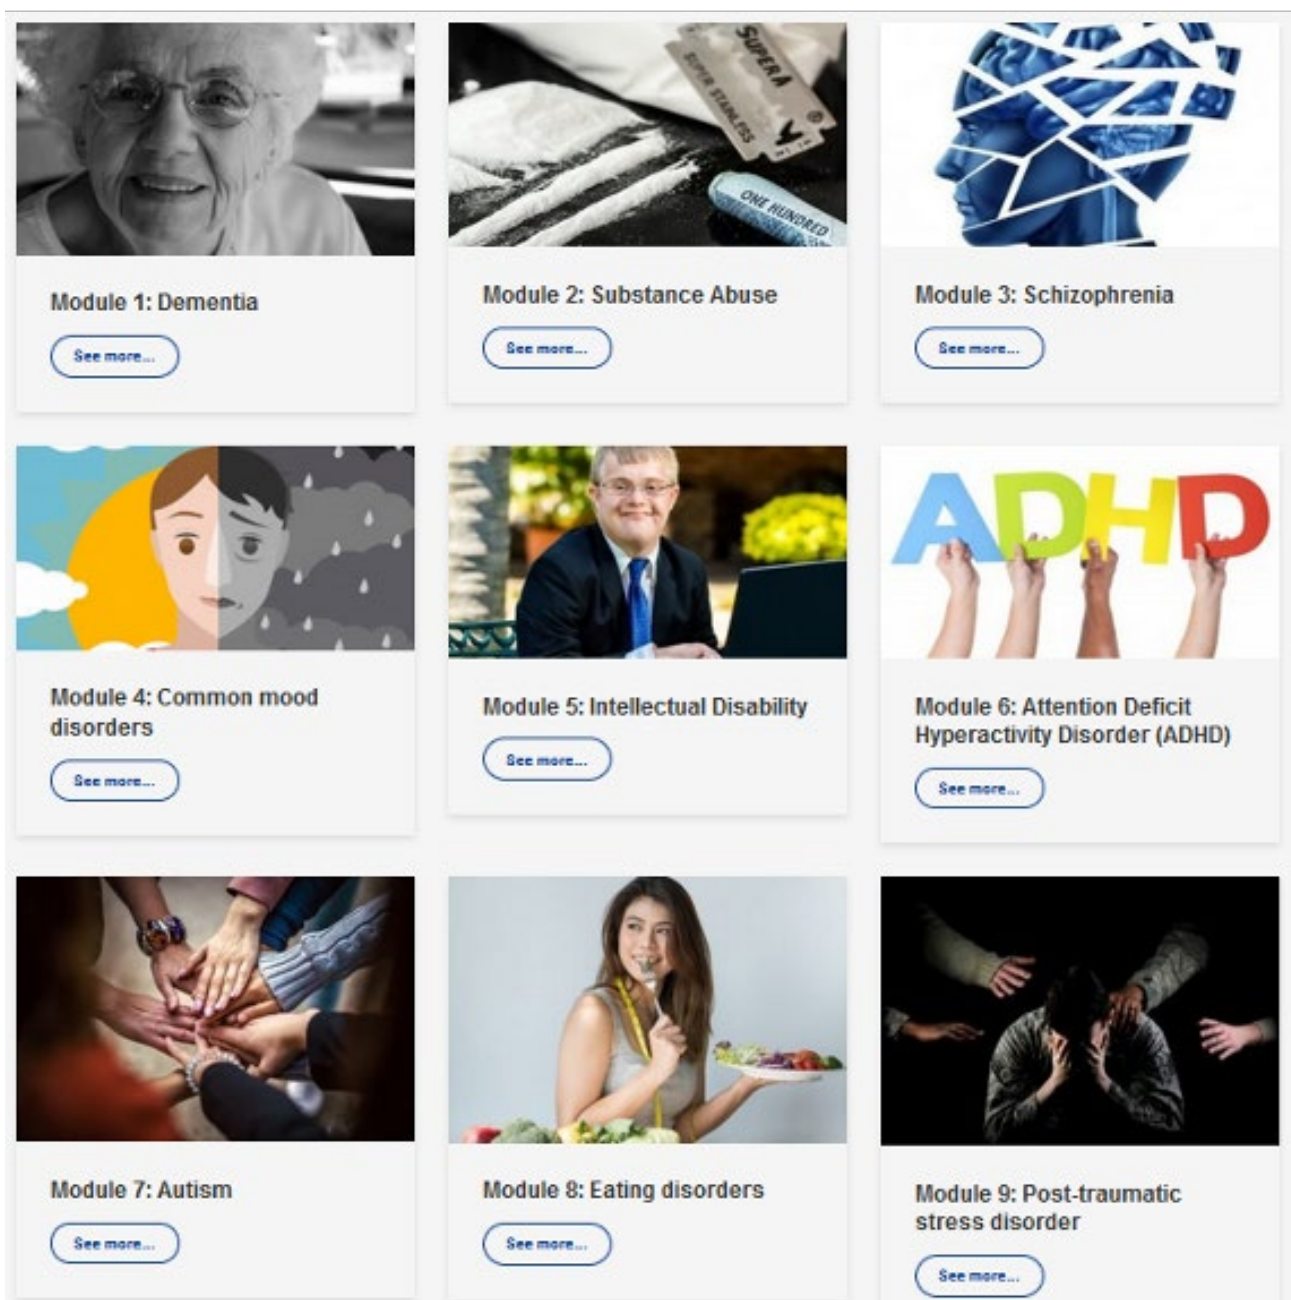 SUPERA
SUPER STAINLESS
ONE HUNDRED
Module 1: Dementia
See more...
Module 2: Substance Abuse
See more...
Module 3: Schizophrenia
See more...
Module 4: Common mood
disorders
See more...
Module 5: Intellectual Disability
See more...
ADHD
Module 6: Attention Deficit
Hyperactivity Disorder (ADHD)
See more...
Module 7: Autism
See more...
Module 8: Eating disorders
See more...
Module 9: Post-traumatic
stress disorder
See more...